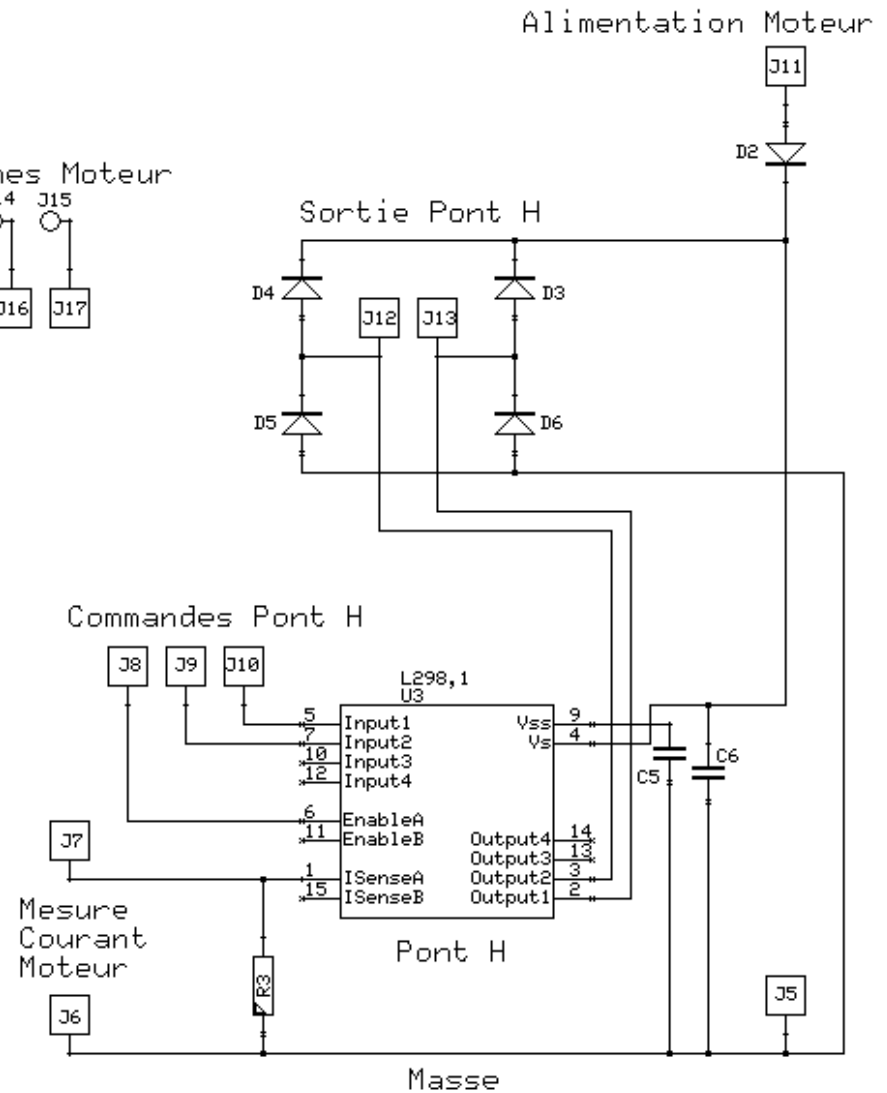 Alimentation Moteur
J11
D2
Moteur
J15
J17
Sortie Pont H
D4
D3
J12
J13
D5
D6
Commandes Pont H
J8
J9
J10
L298,1
U3
5
Input1
7
Input2
10
Input3
12
Input4
6
EnableA
11
EnableB
1
ISenseA
15
ISenseB
Vss
9
Vs
4
Output4
14
Output3
13
Output2
3
Output1
2
C5
C6
J7
Mesure
Courant
Moteur
J6
R3
Pont H
J5
Masse